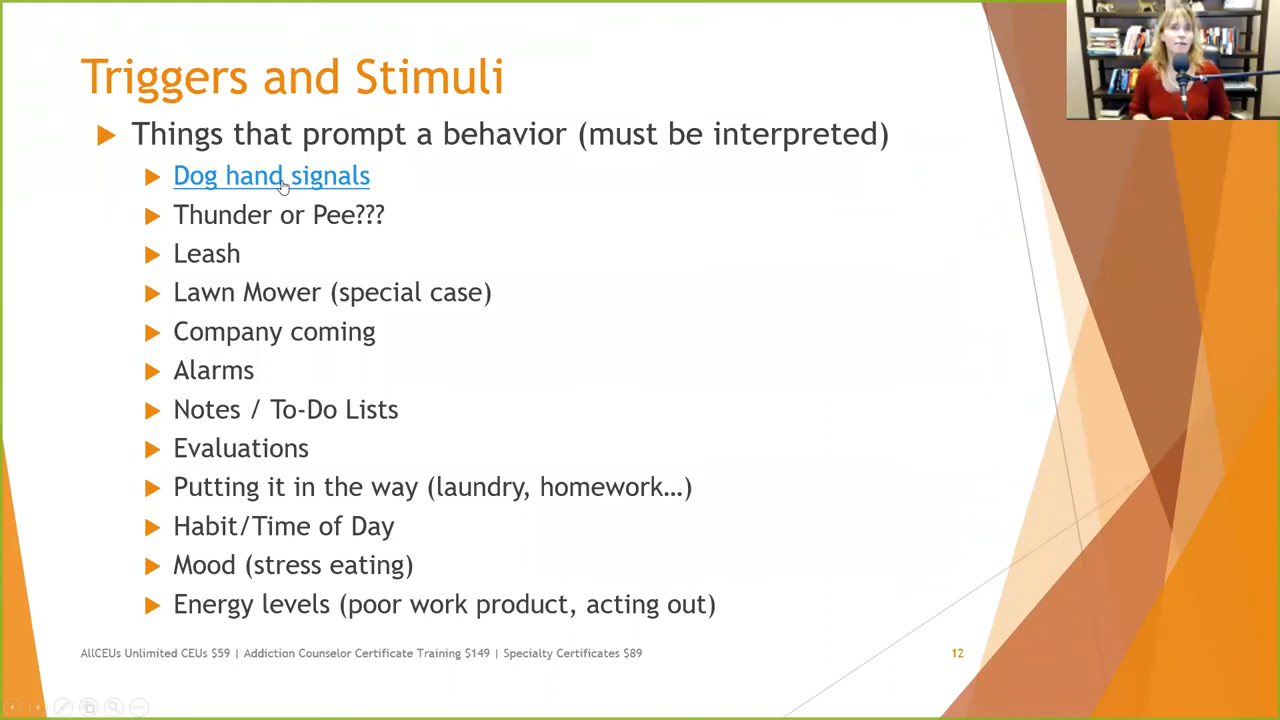 Triggers and Stimuli
Things that prompt a behavior (must be interpreted)
Dog hand signals
Thunder or Pee???
Leash
Lawn Mower (special case)
Company coming
Alarms
Notes / To-Do Lists
Evaluations
Putting it in the way (laundry, homework…)
Habit/Time of Day
Mood (stress eating)
Energy levels (poor work product, acting out)
AllCEUs Unlimited CEUs $59 | Addiction Counselor Certificate Training $149 | Specialty Certificates $89
12